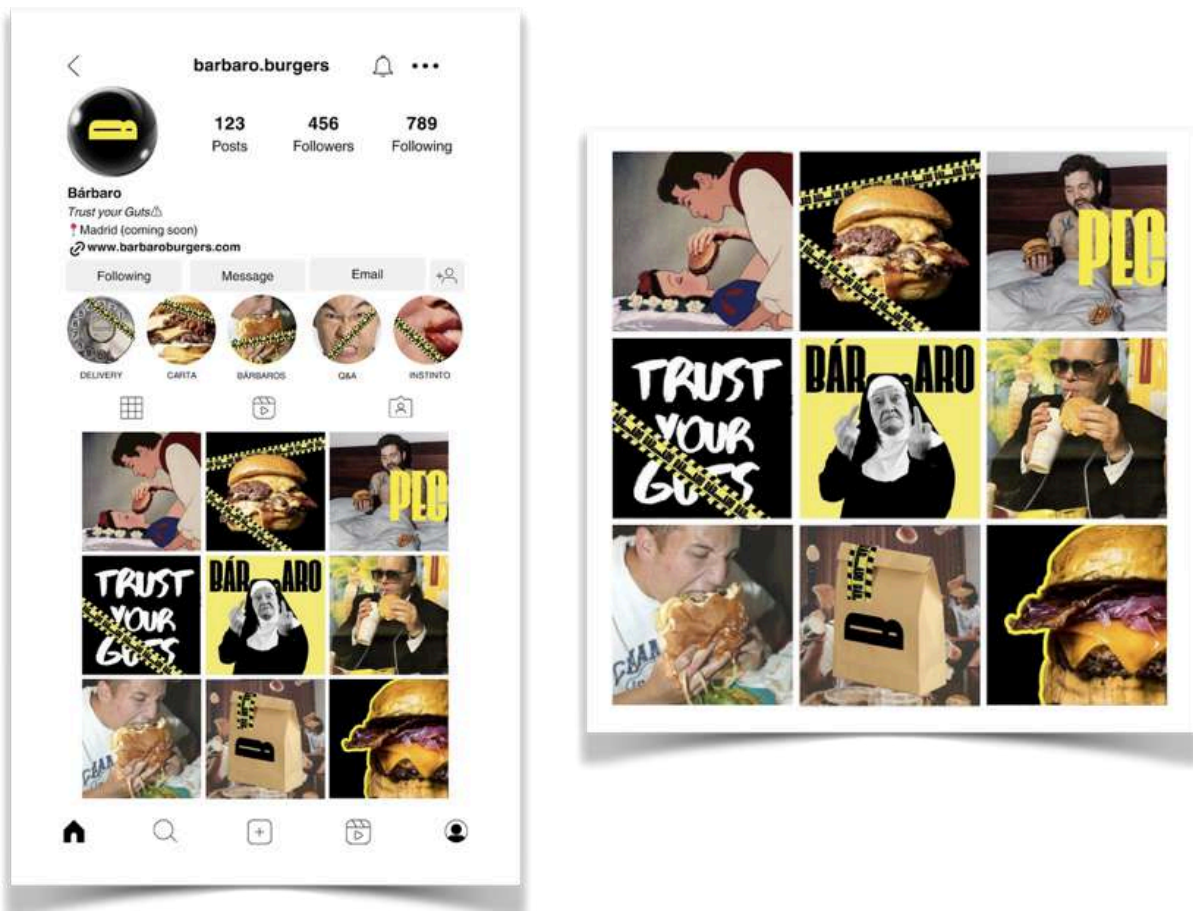 barbaro.burgers
B
123
456
789
Posts
Followers
Following
Bárbaro
Trust your Guts
Madrid (coming soon)
www.barbaroburgers.com
Following
Message
Email
DELIVERY
CARTA
BÁRBAROS
Q&A
INSTINTO
PEC
TRUST
YOUR
GUTS
BÁR ARO
B
PEC
TRUST
YOUR
GUTS
BÁR ARO
B